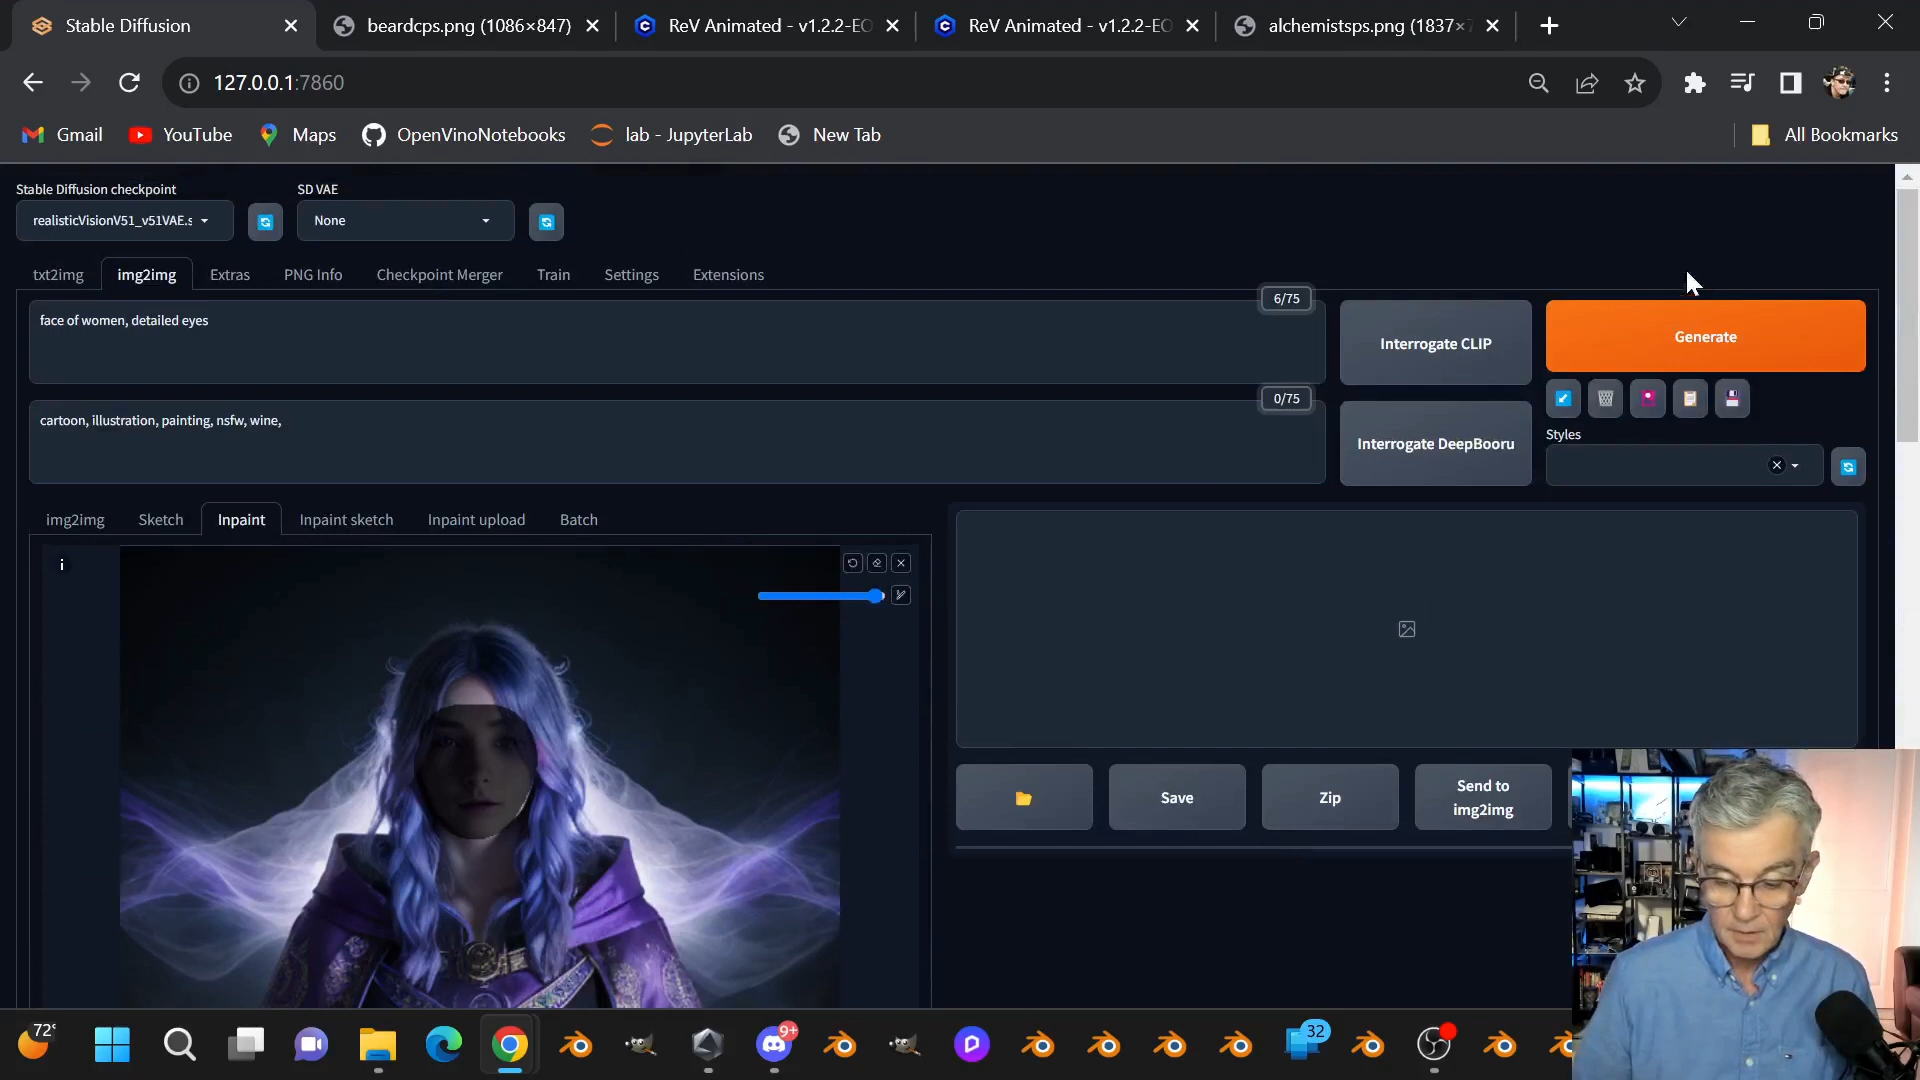 Stable Diffusion
beardcps.png (1086×847)
ReV Animated - v1.2.2-EO
ReV Animated - v1.2.2-EO
alchemistsps.png (1837×7
127.0.0.1:7860
Gmail
YouTube
Maps
OpenVinoNotebooks
lab - JupyterLab
New Tab
All Bookmarks
Stable Diffusion checkpoint
SD VAE
realisticVisionV51_v51VAE.s
None
txt2img
img2img
Extras
PNG Info
Checkpoint Merger
Train
Settings
Extensions
6/75
face of women, detailed eyes
Interrogate CLIP
Generate
0/75
cartoon, illustration, painting, nsfw, wine,
Interrogate DeepBooru
Styles
img2img
Sketch
Inpaint
Inpaint sketch
Inpaint upload
Batch
i
Save
Zip
Send to
img2img
72°
9+
32